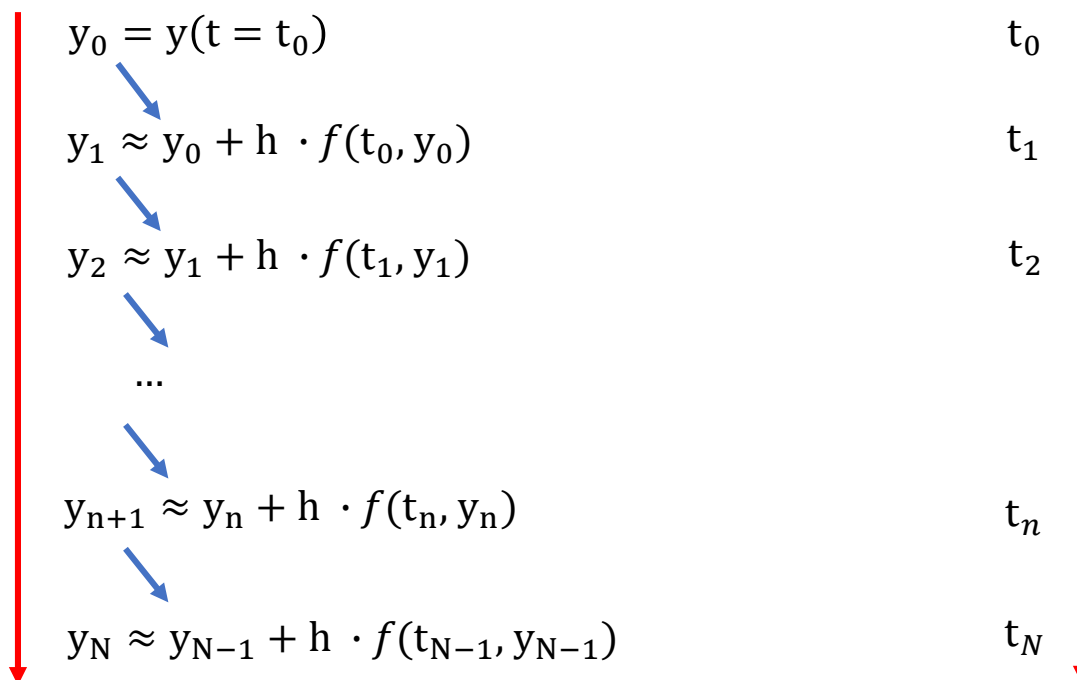 y₀ = y(t = t₀) t₀
y₁ ≈ y₀ + h · f(t₀, y₀) t₁
y₂ ≈ y₁ + h · f(t₁, y₁) t₂
...
yₙ₊₁ ≈ yₙ + h · f(tₙ, yₙ) tₙ
y_N ≈ y_{N−1} + h · f(t_{N−1}, y_{N−1}) t_N